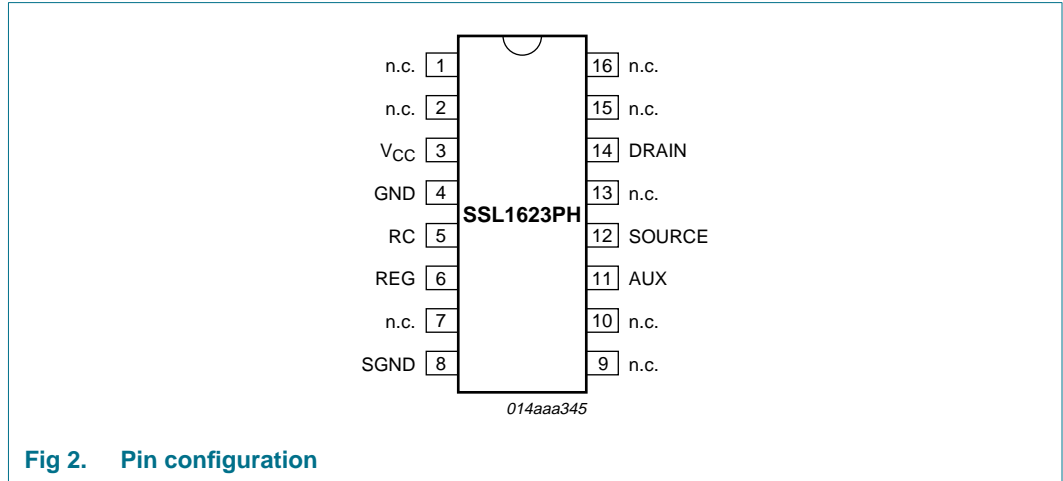 n.c. 1 16 n.c.
n.c. 2 15 n.c.
VCC 3 14 DRAIN
GND 4 13 n.c.
SSL1623PH
RC 5 12 SOURCE
REG 6 11 AUX
n.c. 7 10 n.c.
SGND 8 9 n.c.
014aaa345
Fig 2. Pin configuration